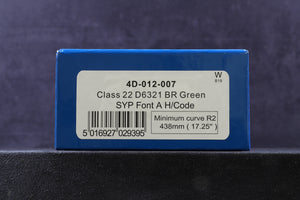 4D-012-007
W
Class 22 D6321 BR Green
SYP Font A H/Code
Minimum curve R2
438mm ( 17.25" )
5 016927 029395